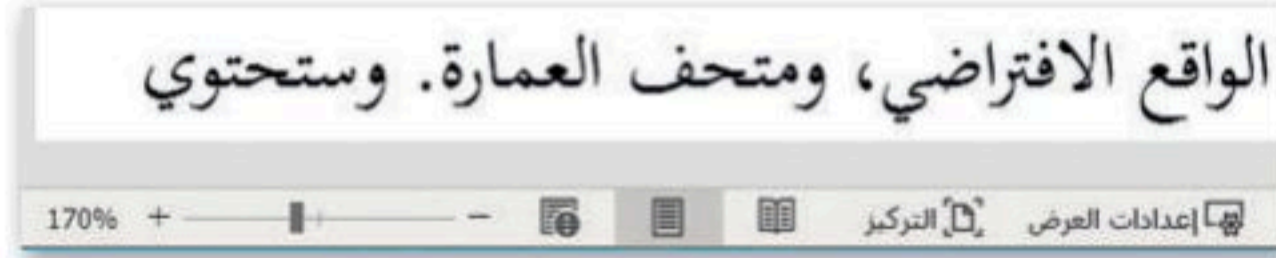 الواقع الافتراضي، ومتحف العمارة. وستحتوي
إعدادات العرض التركيز 170%